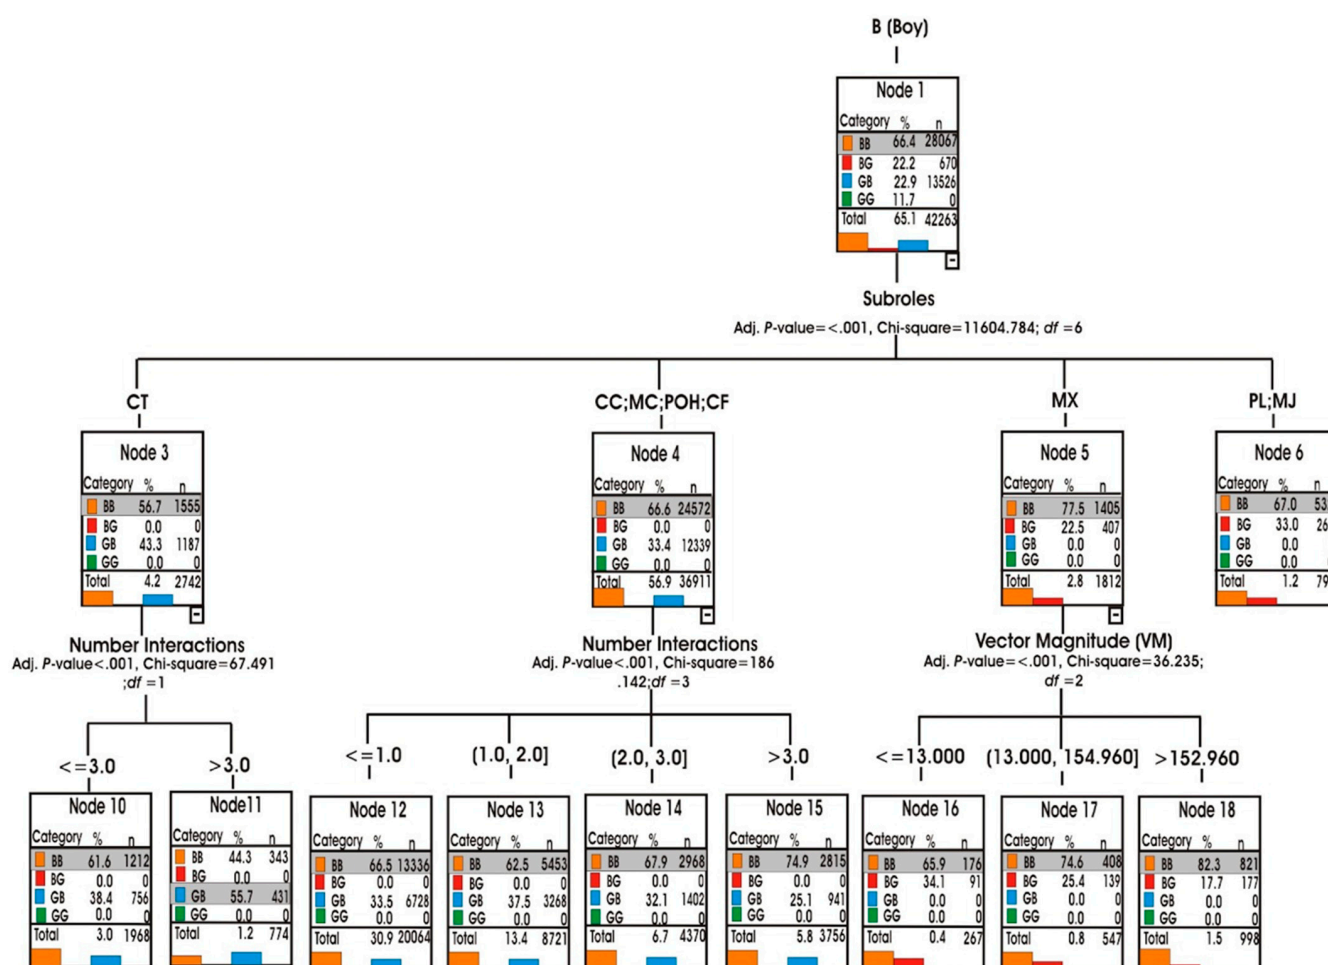 B (Boy)
Node 1
Category % n
BB 66.4 28067
BG 22.2 670
GB 22.9 13526
GG 11.7 0
Total 65.1 42263
-
Subroles
Adj. P-value=<.001, Chi-square=11604.784; df =6
CT
Node 3
Category % n
BB 56.7 1555
BG 0.0 0
GB 43.3 1187
GG 0.0 0
Total 4.2 2742
-
Number Interactions
Adj. P-value<.001, Chi-square=67.491
;df =1
CC;MC;POH;CF
Node 4
Category % n
BB 66.6 24572
BG 0.0 0
GB 33.4 12339
GG 0.0 0
Total 56.9 36911
-
Number Interactions
Adj. P-value<.001, Chi-square=186
.142;df =3
MX
Node 5
Category % n
BB 77.5 1405
BG 22.5 407
GB 0.0 0
GG 0.0 0
Total 2.8 1812
-
Vector Magnitude (VM)
Adj. P-value=<.001, Chi-square=36.235;
df =2
PL;MJ
Node 6
Category %
BB 67.0 53
BG 33.0 26
GB 0.0
GG 0.0
Total 1.2 79
<=3.0
Node 10
Category % n
BB 61.6 1212
BG 0.0 0
GB 38.4 756
GG 0.0 0
Total 3.0 1968
>3.0
Node11
Category % n
BB 44.3 343
BG 0.0 0
GB 55.7 431
GG 0.0 0
Total 1.2 774
<=1.0
Node 12
Category % n
BB 66.5 13336
BG 0.0 0
GB 33.5 6728
GG 0.0 0
Total 30.9 20064
(1.0, 2.0]
Node 13
Category % n
BB 62.5 5453
BG 0.0 0
GB 37.5 3268
GG 0.0 0
Total 13.4 8721
(2.0, 3.0]
Node 14
Category % n
BB 67.9 2968
BG 0.0 0
GB 32.1 1402
GG 0.0 0
Total 6.7 4370
>3.0
Node 15
Category % n
BB 74.9 2815
BG 0.0 0
GB 25.1 941
GG 0.0 0
Total 5.8 3756
<=13.000
Node 16
Category % n
BB 65.9 176
BG 34.1 91
GB 0.0 0
GG 0.0 0
Total 0.4 267
(13.000, 154.960]
Node 17
Category % n
BB 74.6 408
BG 25.4 139
GB 0.0 0
GG 0.0 0
Total 0.8 547
>152.960
Node 18
Category % n
BB 82.3 821
BG 17.7 177
GB 0.0 0
GG 0.0 0
Total 1.5 998